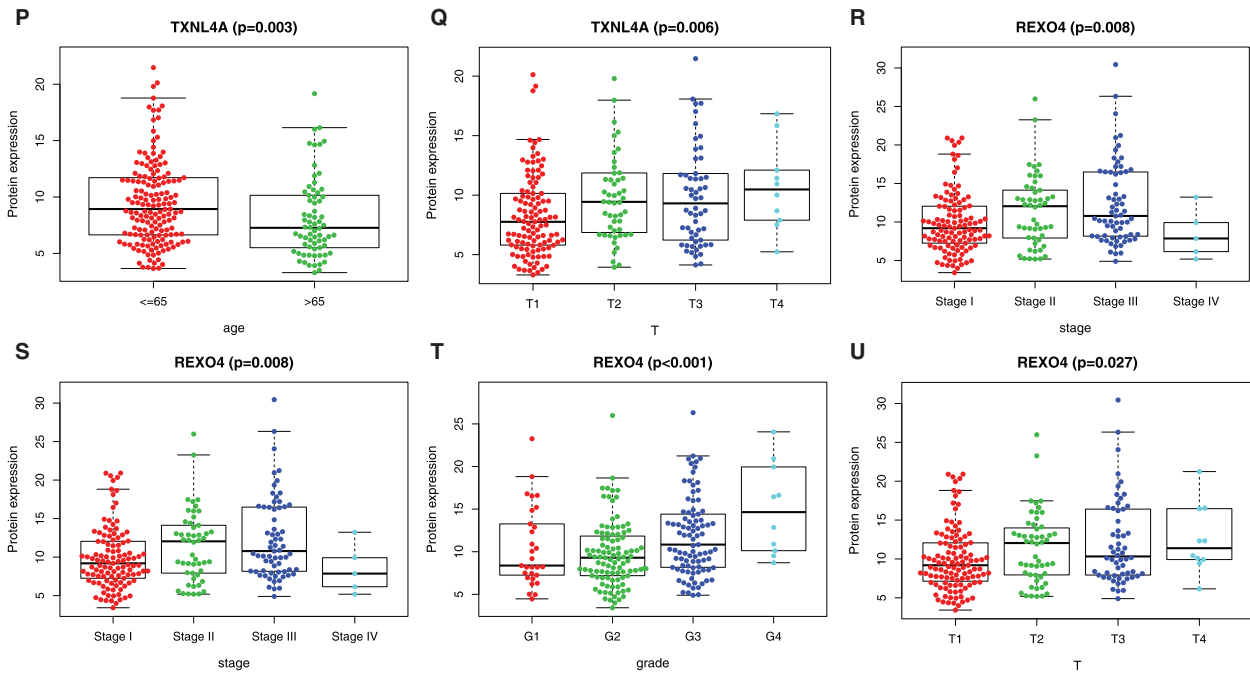 P
TXNL4A (p=0.003)
Protein expression
20
15
10
5
<=65
>65
age
Q
TXNL4A (p=0.006)
Protein expression
20
15
10
5
T1
T2
T3
T4
T
R
REXO4 (p=0.008)
Protein expression
30
25
20
15
10
5
Stage I
Stage II
Stage III
Stage IV
stage
S
REXO4 (p=0.008)
Protein expression
30
25
20
15
10
5
Stage I
Stage II
Stage III
Stage IV
stage
T
REXO4 (p<0.001)
Protein expression
25
20
15
10
5
G1
G2
G3
G4
grade
U
REXO4 (p=0.027)
Protein expression
30
25
20
15
10
5
T1
T2
T3
T4
T